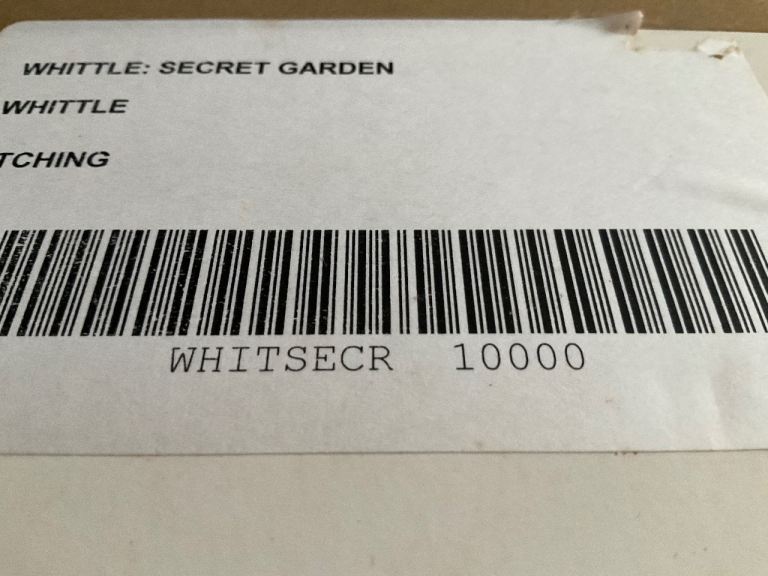 WHITTLE: SECRET GARDEN
WHITTLE
TCHING
WHITSECR 10000